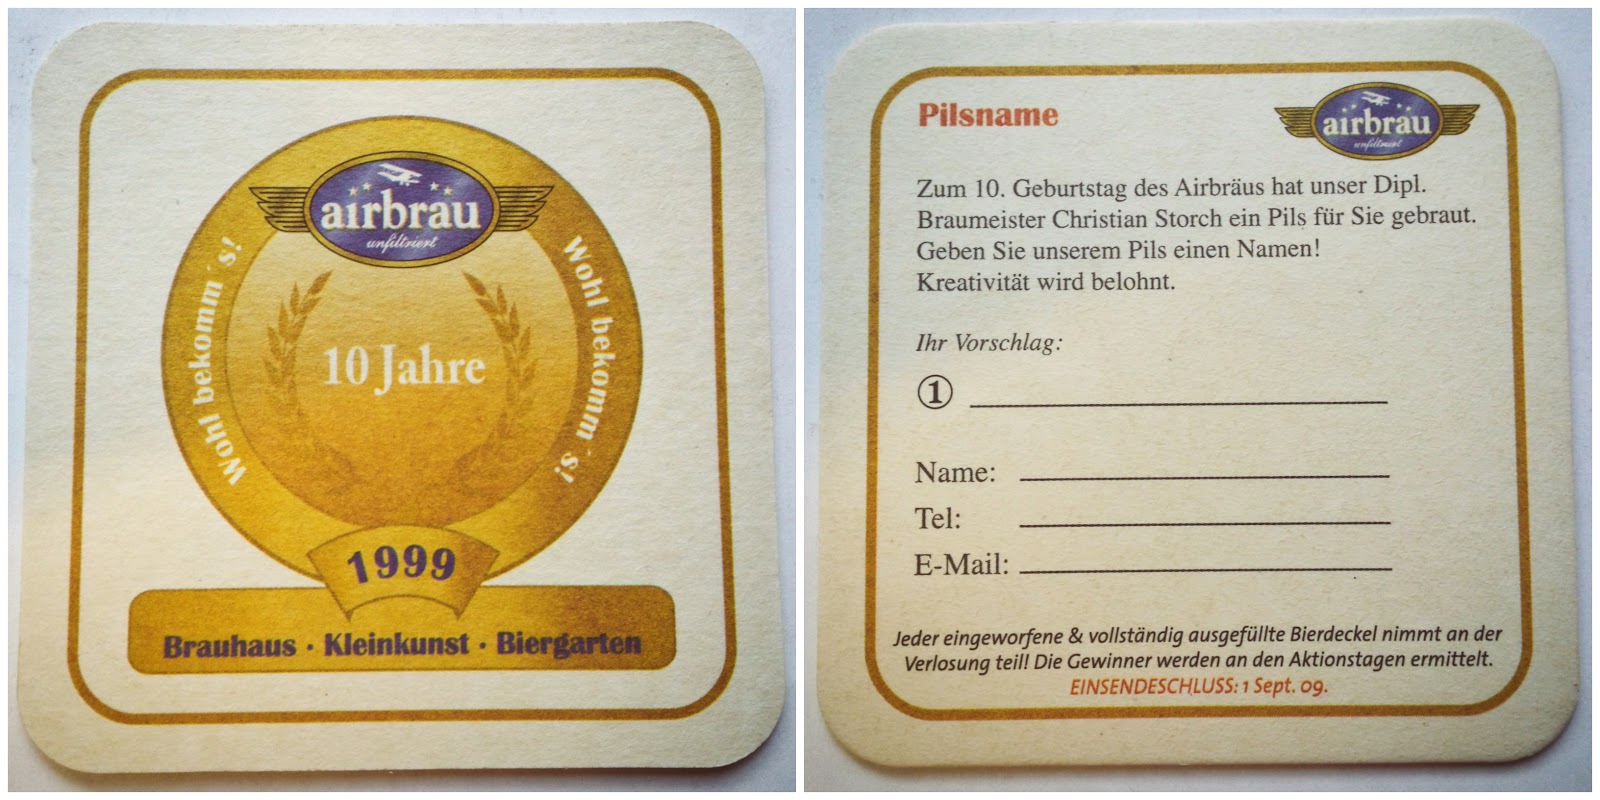 airbräu
unfiltriert
Wohl bekomm´s!
Wohl bekomm´s!
10 Jahre
1999
Brauhaus · Kleinkunst · Biergarten
Pilsname
airbräu
unfiltriert
Zum 10. Geburtstag des Airbräus hat unser Dipl.
Braumeister Christian Storch ein Pils für Sie gebraut.
Geben Sie unserem Pils einen Namen!
Kreativität wird belohnt.
Ihr Vorschlag:
①
Name:
Tel:
E-Mail:
Jeder eingeworfene & vollständig ausgefüllte Bierdeckel nimmt an der
Verlosung teil! Die Gewinner werden an den Aktionstagen ermittelt.
EINSENDESCHLUSS: 1 Sept. 09.